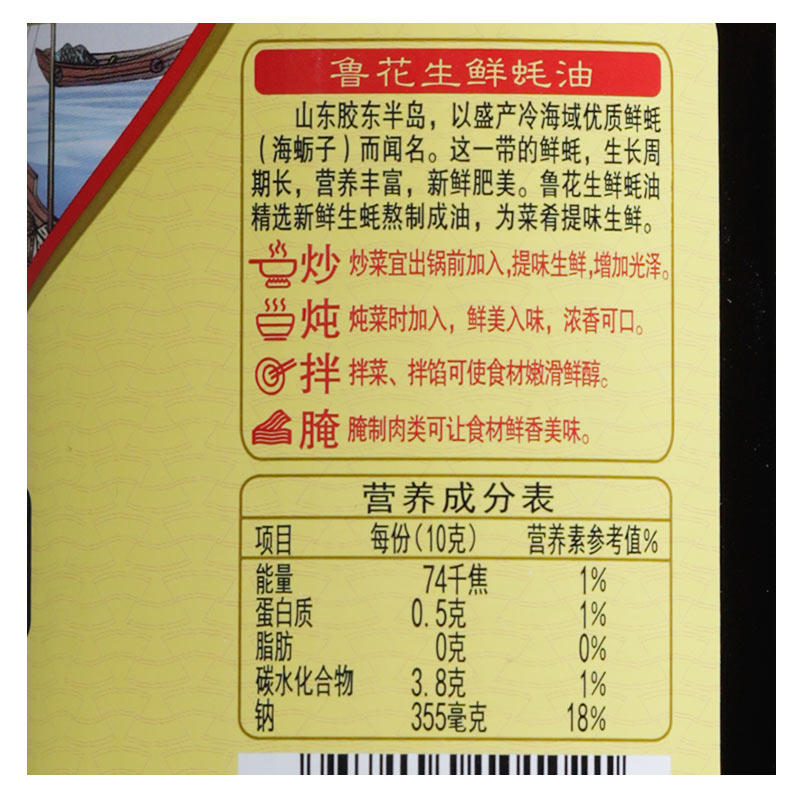 鲁花生鲜蚝油
山东胶东半岛，以盛产冷海域优质鲜蚝
（海蛎子）而闻名。这一带的鲜蚝，生长周
期长，营养丰富，新鲜肥美。鲁花生鲜蚝油
精选新鲜生蚝熬制成油，为菜肴提味生鲜。
炒 炒菜宜出锅前加入,提味生鲜,增加光泽。
炖 炖菜时加入，鲜美入味，浓香可口。
拌 拌菜、拌馅可使食材嫩滑鲜醇。
腌 腌制肉类可让食材鲜香美味。
营养成分表
项目 每份(10克) 营养素参考值%
能量 74千焦 1%
蛋白质 0.5克 1%
脂肪 0克 0%
碳水化合物 3.8克 1%
钠 355毫克 18%